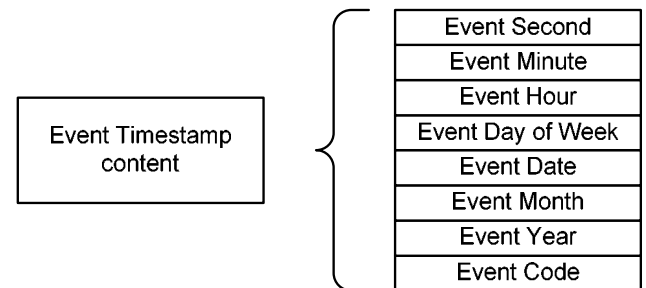 Event Timestamp
content
Event Second
Event Minute
Event Hour
Event Day of Week
Event Date
Event Month
Event Year
Event Code